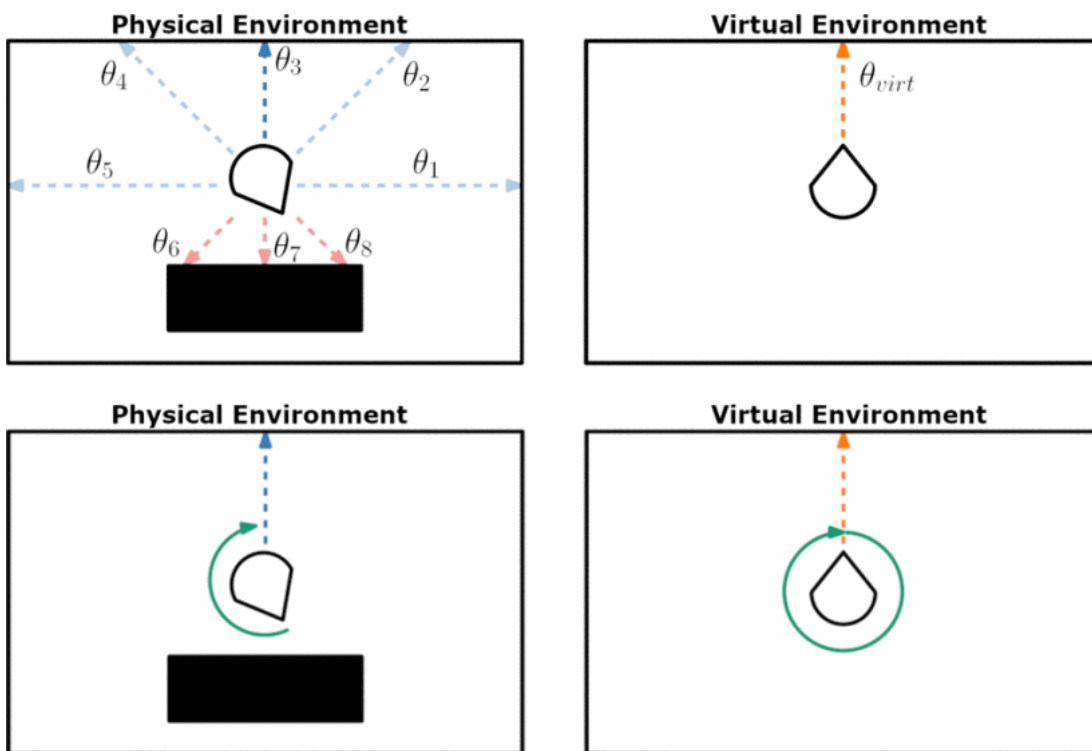 Physical Environment
Virtual Environment
θ4
θ3
θ2
θvirt
θ5
θ1
θ6
θ7
θ8
Physical Environment
Virtual Environment